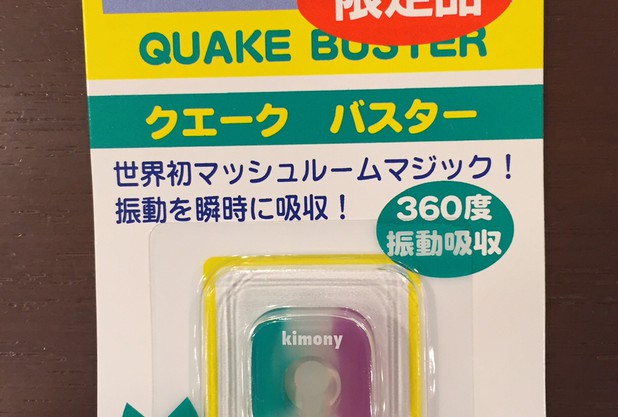 限定品
QUAKE BUSTER
クエーク バスター
世界初マッシュルームマジック！
振動を瞬時に吸収！
360度
振動吸収
kimony